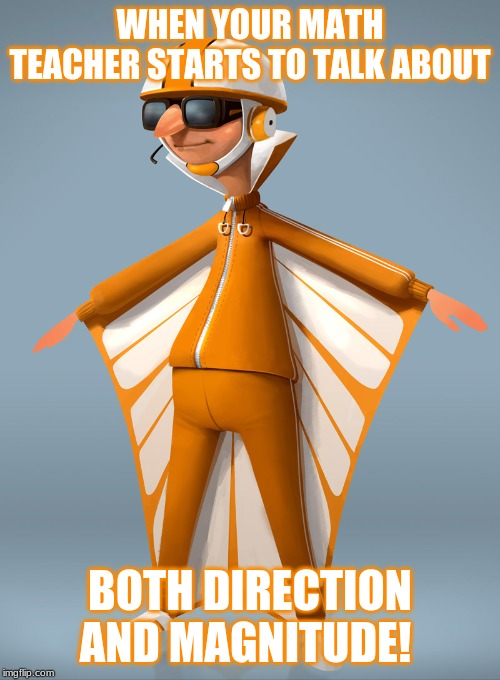 WHEN YOUR MATH
TEACHER STARTS TO TALK ABOUT
BOTH DIRECTION
AND MAGNITUDE!
imgflip.com